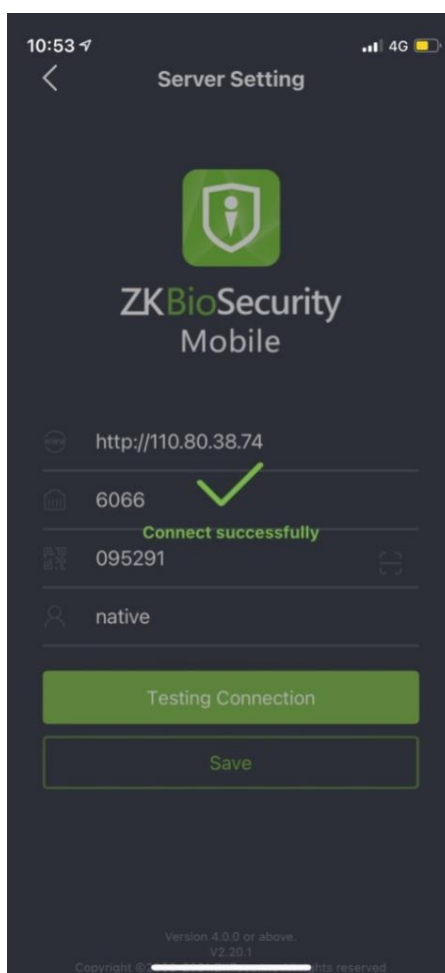 10:53
4G
Server Setting
ZKBioSecurity
Mobile
http://110.80.38.74
6066
Connect successfully
095291
native
Testing Connection
Save
Version 4.0.0 or above.
V2.20.1
Copyright ©2 reserved